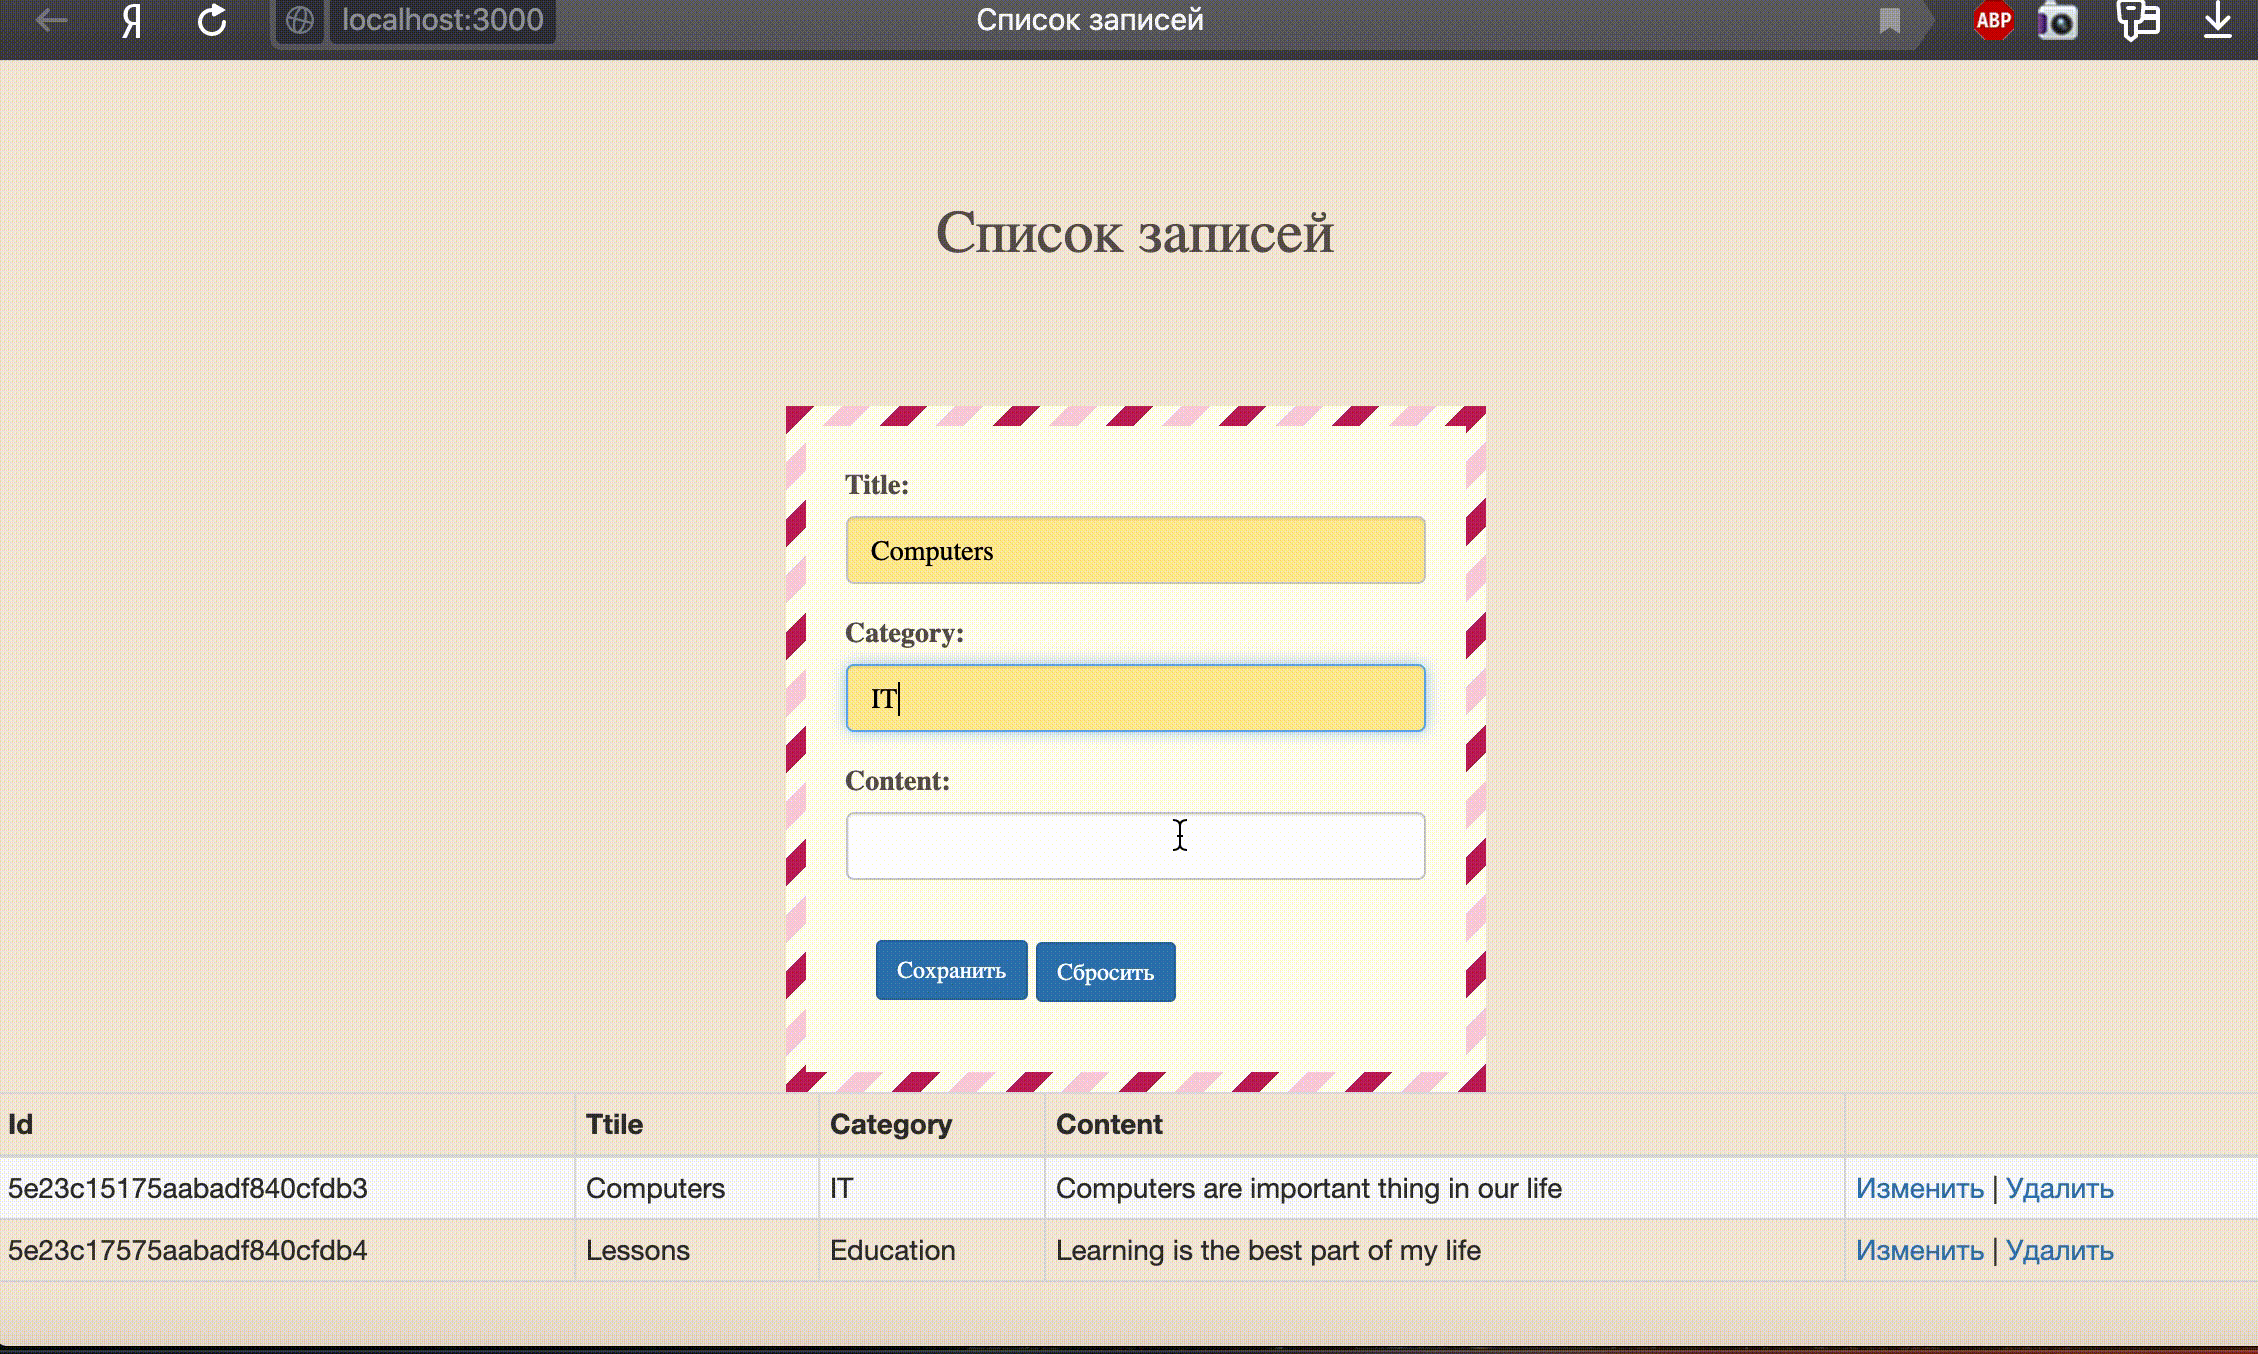 Я localhost:3000 Список записей ABP
Список записей
Title:
Computers
Category:
IT
Content:
Сохранить Сбросить
Id Ttile Category Content
5e23c15175aabadf840cfdb3 Computers IT Computers are important thing in our life Изменить | Удалить
5e23c17575aabadf840cfdb4 Lessons Education Learning is the best part of my life Изменить | Удалить